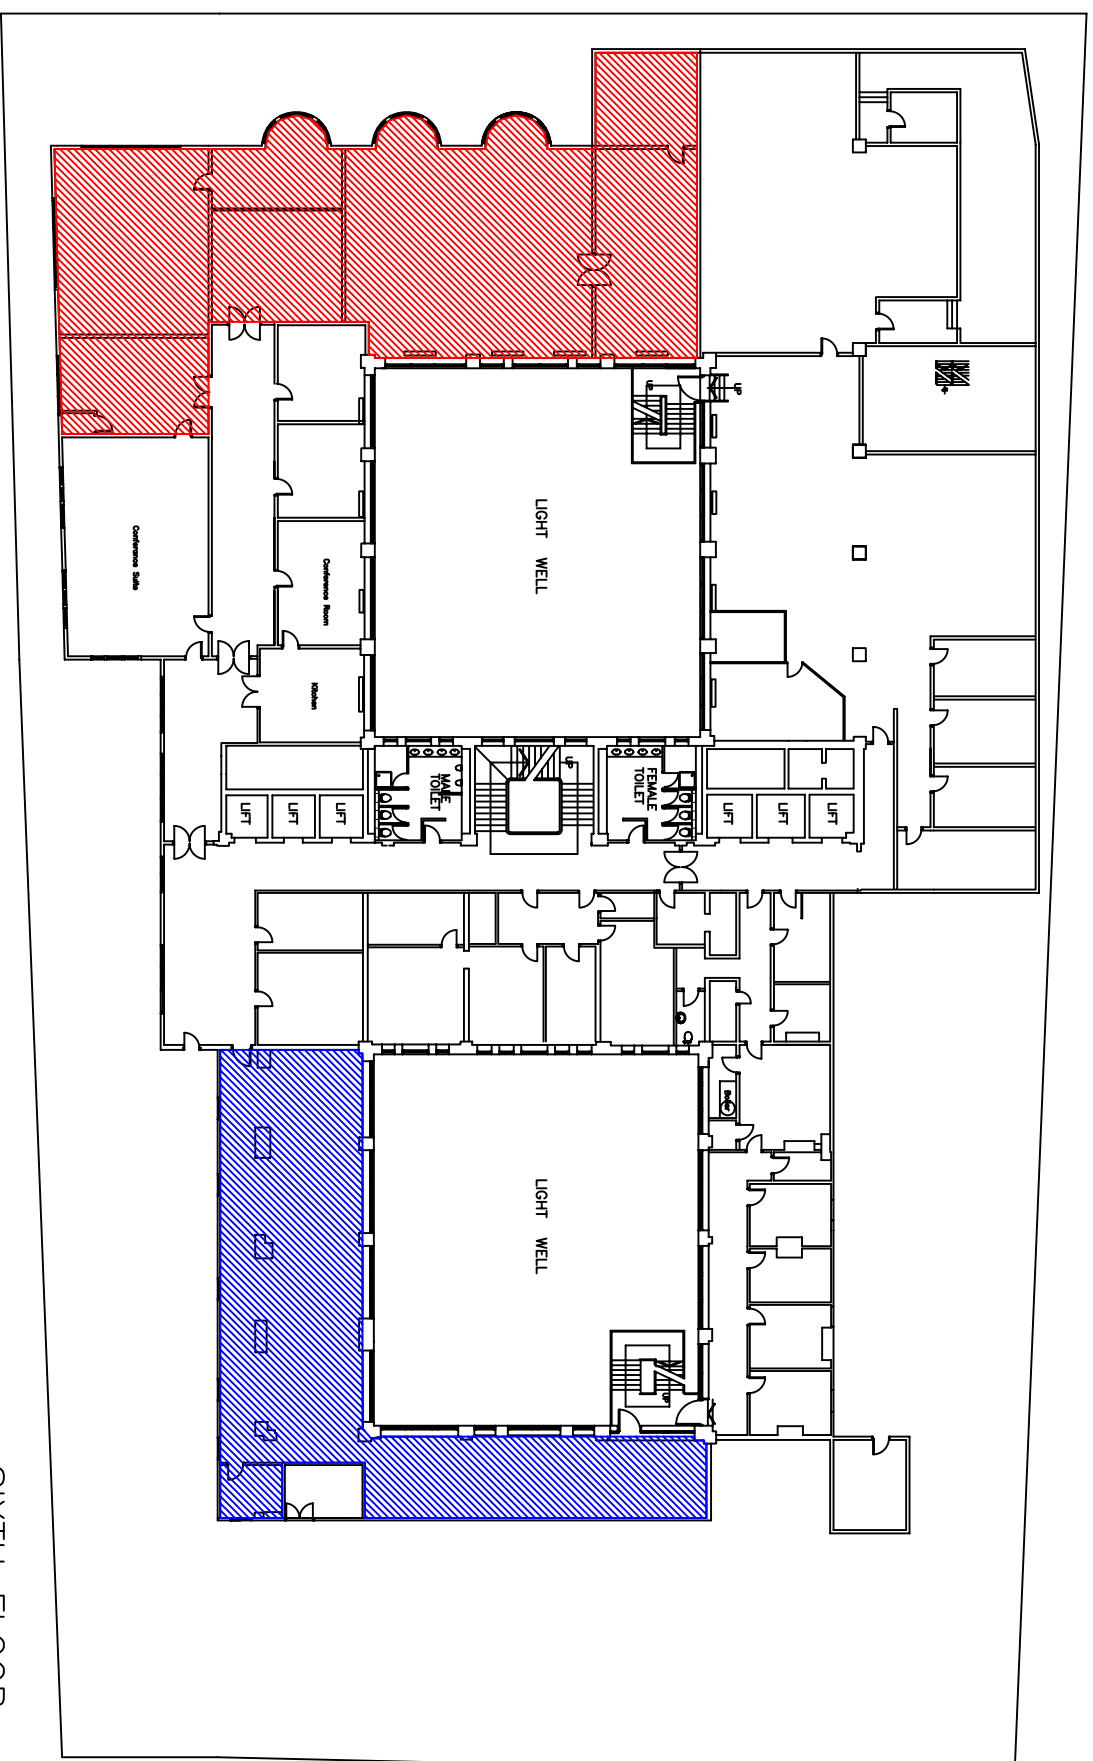 UP
UP
LIGHT WELL
Conference Suite
Conference Room
Kitchen
UP
MALE
TOILET
FEMALE
TOILET
LIFT
LIFT
LIFT
LIFT
LIFT
LIFT
Boiler
LIGHT WELL
UP
SIXTH FLOOR